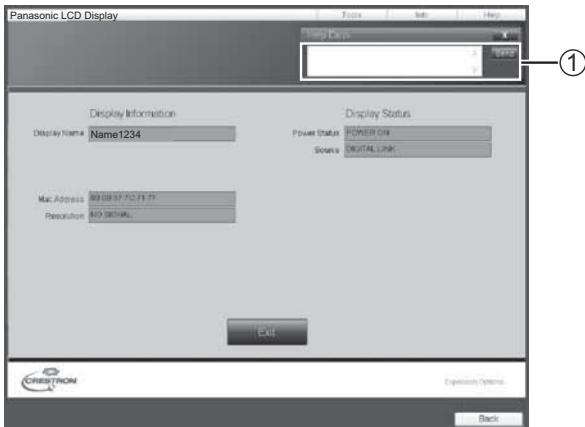 Panasonic LCD Display
Tools Info Help
Help Desk X
Send
①
Display Information
Display Status
Display Name Name1234
Power Status POWER ON
Source DIGITAL LINK
Mac Address
Resolution NO SIGNAL
Exit
CRESTRON
Expansion Options
Back